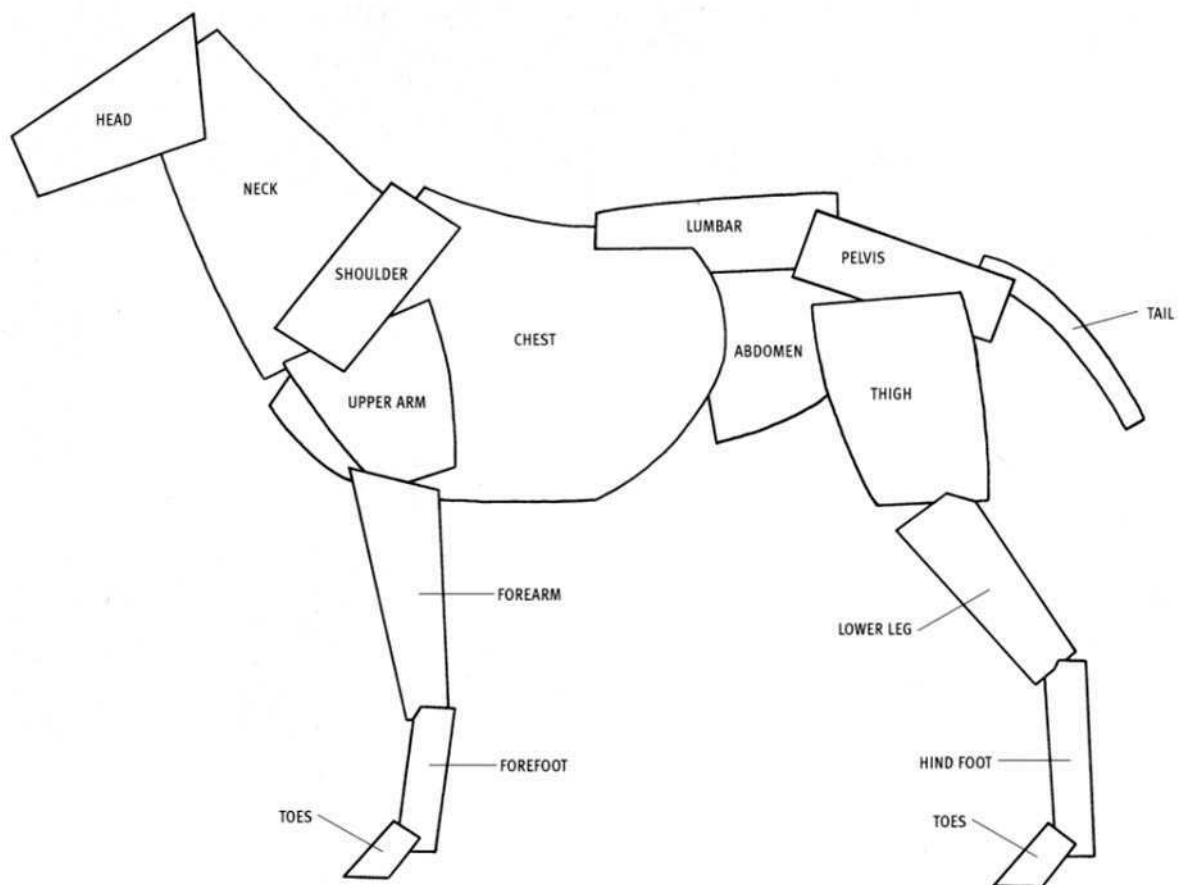 HEAD
NECK
SHOULDER
LUMBAR
PELVIS
TAIL
CHEST
ABDOMEN
THIGH
UPPER ARM
FOREARM
LOWER LEG
FOREFOOT
HIND FOOT
TOES
TOES